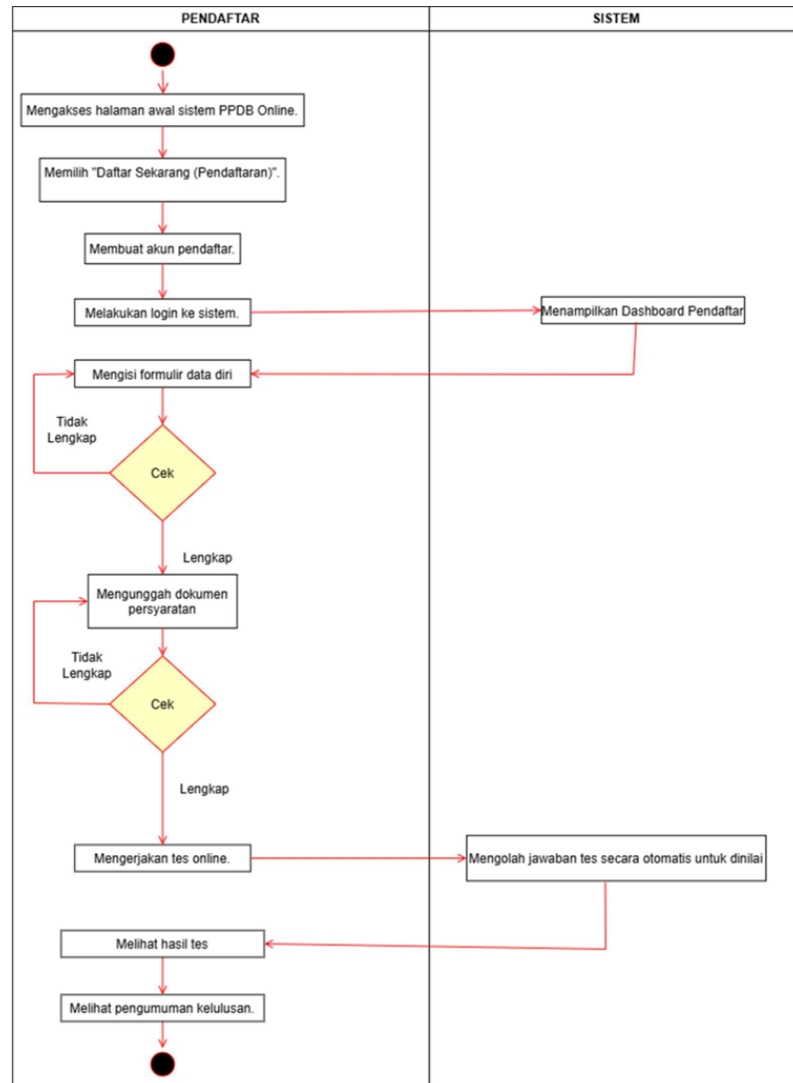 PENDAFTAR
SISTEM
Mengakses halaman awal sistem PPDB Online.
Memilih "Daftar Sekarang (Pendaftaran)".
Membuat akun pendaftar.
Melakukan login ke sistem.
Menampilkan Dashboard Pendaftar
Mengisi formulir data diri
Tidak
Lengkap
Cek
Lengkap
Mengunggah dokumen
persyaratan
Tidak
Lengkap
Cek
Lengkap
Mengerjakan tes online.
Mengolah jawaban tes secara otomatis untuk dinilai
Melihat hasil tes
Melihat pengumuman kelulusan.